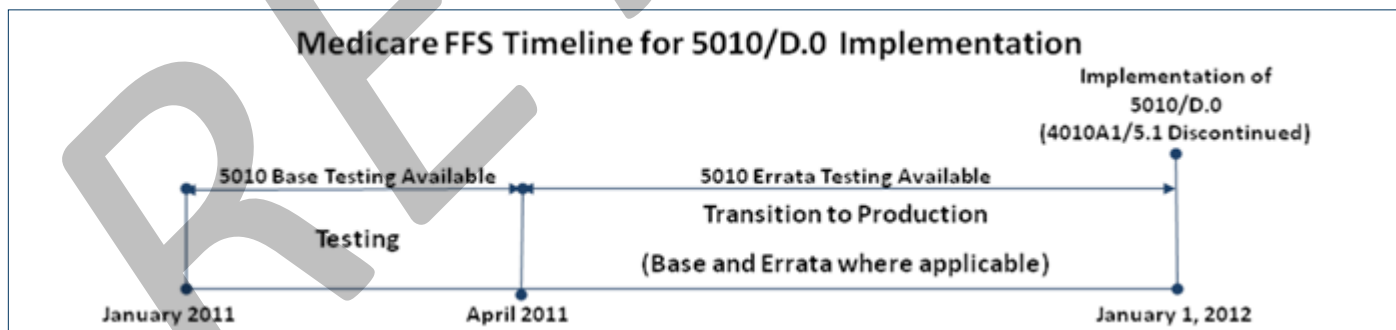 Medicare FFS Timeline for 5010/D.0 Implementation
Implementation of
5010/D.0
(4010A1/5.1 Discontinued)
5010 Base Testing Available
5010 Errata Testing Available
Testing
Transition to Production
(Base and Errata where applicable)
January 2011
April 2011
January 1, 2012